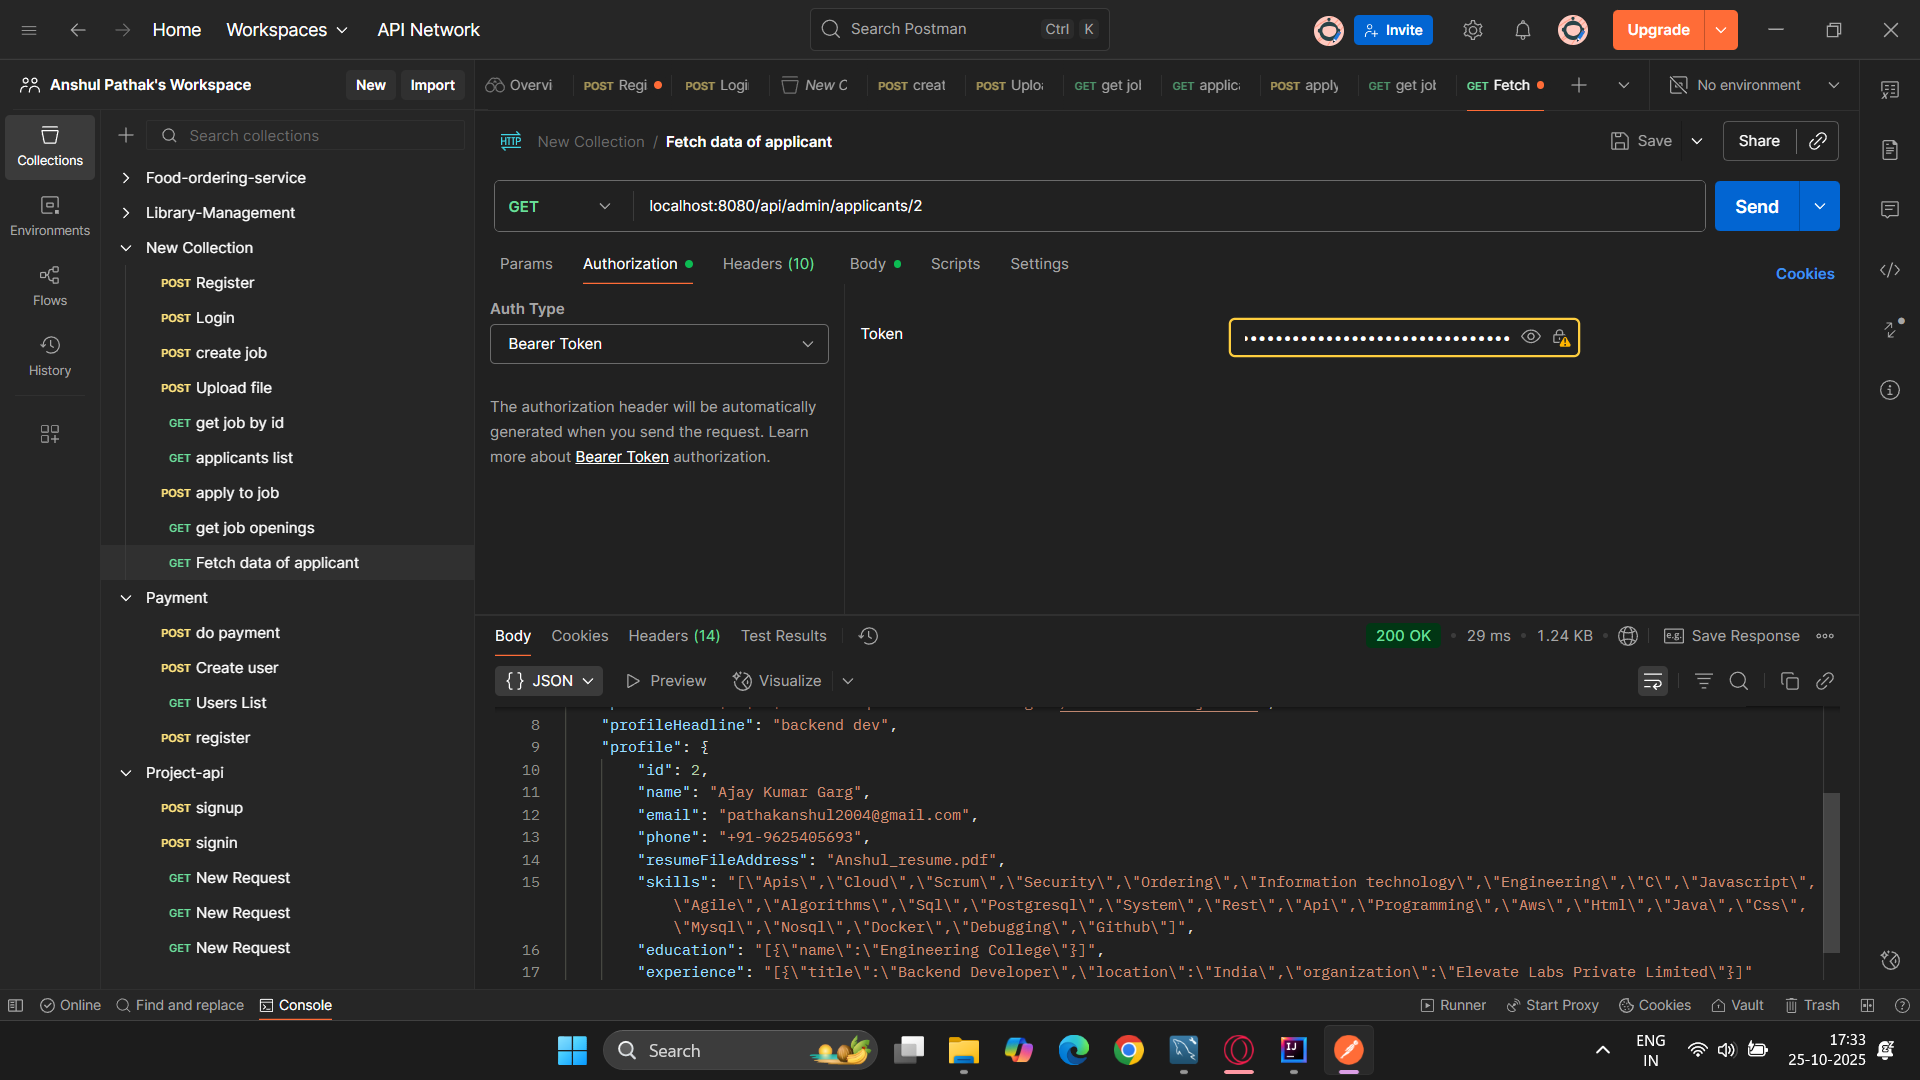 Home
Workspaces
API Network
Search Postman
Ctrl
K
Invite
Upgrade
Anshul Pathak's Workspace
New
Import
Overvi
POST Regi
POST Logi
New C
POST creat
POST Uploa
GET get jol
GET applic
POST apply
GET get job
GET Fetch
No environment
Collections
Environments
Flows
History
Search collections
Food-ordering-service
Library-Management
New Collection
POST Register
POST Login
POST create job
POST Upload file
GET get job by id
GET applicants list
POST apply to job
GET get job openings
GET Fetch data of applicant
Payment
POST do payment
POST Create user
GET Users List
POST register
Project-api
POST signup
POST signin
GET New Request
GET New Request
GET New Request
HTTP
New Collection / Fetch data of applicant
Save
Share
GET
localhost:8080/api/admin/applicants/2
Send
Params
Authorization
Headers (10)
Body
Scripts
Settings
Cookies
Auth Type
Bearer Token
The authorization header will be automatically
generated when you send the request. Learn
more about Bearer Token authorization.
Token
Body
Cookies
Headers (14)
Test Results
200 OK
29 ms
1.24 KB
e.g.
Save Response
{} JSON
Preview
Visualize
8 "profileHeadline": "backend dev",
9 "profile": {
10 "id": 2,
11 "name": "Ajay Kumar Garg",
12 "email": "pathakanshul2004@gmail.com",
13 "phone": "+91-9625405693",
14 "resumeFileAddress": "Anshul_resume.pdf",
15 "skills": "[\"Apis\",\"Cloud\",\"Scrum\",\"Security\",\"Ordering\",\"Information technology\",\"Engineering\",\"C\",\"Javascript\",
\"Agile\",\"Algorithms\",\"Sql\",\"Postgresql\",\"System\",\"Rest\",\"Api\",\"Programming\",\"Aws\",\"Html\",\"Java\",\"Css\",
\"Mysql\",\"Nosql\",\"Docker\",\"Debugging\",\"Github\"]",
16 "education": "[{\"name\":\"Engineering College\"}]",
17 "experience": "[{\"title\":\"Backend Developer\",\"location\":\"India\",\"organization\":\"Elevate Labs Private Limited\"}]"
Online
Find and replace
Console
Runner
Start Proxy
Cookies
Vault
Trash
Search
IJ
ENG
IN
17:33
25-10-2025